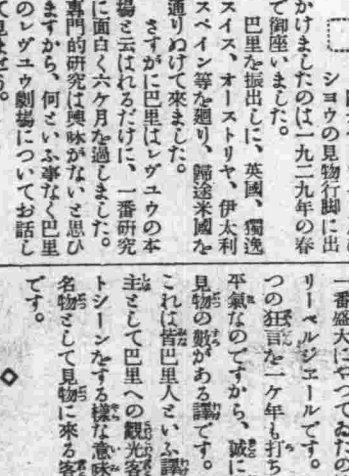 ショウの見物行脚に出
かけましたのは一九二九年の春
で御座いました。
巴里を振出しに、英國、獨逸
スイス、オーストリヤ、伊太利
スペイン等を廻り、歸途米國を
通りぬけて來ました。
さすがに巴里はレヴユウの本
場と云はれるだけに、一番研究
に面白く六ケ月を過しました。
專門的研究は興味がないと思ひ
ますから、何といふ事なく巴里
のレヴユウ劇場についてお話し
て見ませう。
一番盛大にやつてゐたの
リーベルジエールです。
つの狂言を一ケ年も打ち
平氣なのですから、誠に
見物の數がある譯です。
これは皆巴里人といふ譯
主として巴里への觀光客
トシーンをする樣な意味
名物として見物に來る客
です。
◇